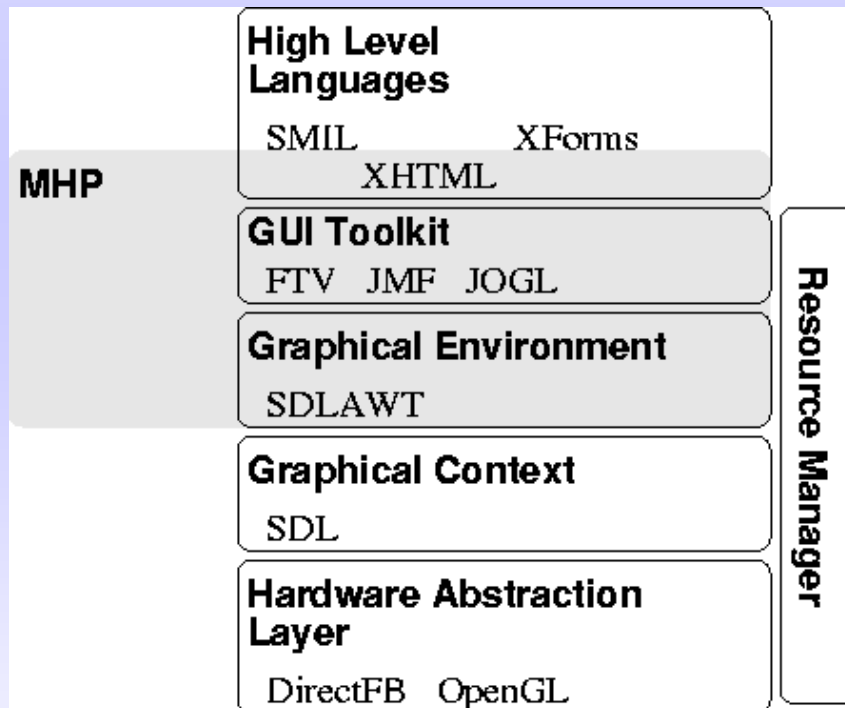 High Level
Languages
SMIL XForms
XHTML
MHP
GUI Toolkit
FTV JMF JOGL
Graphical Environment
SDLAWT
Graphical Context
SDL
Hardware Abstraction
Layer
DirectFB OpenGL
Resource Manager